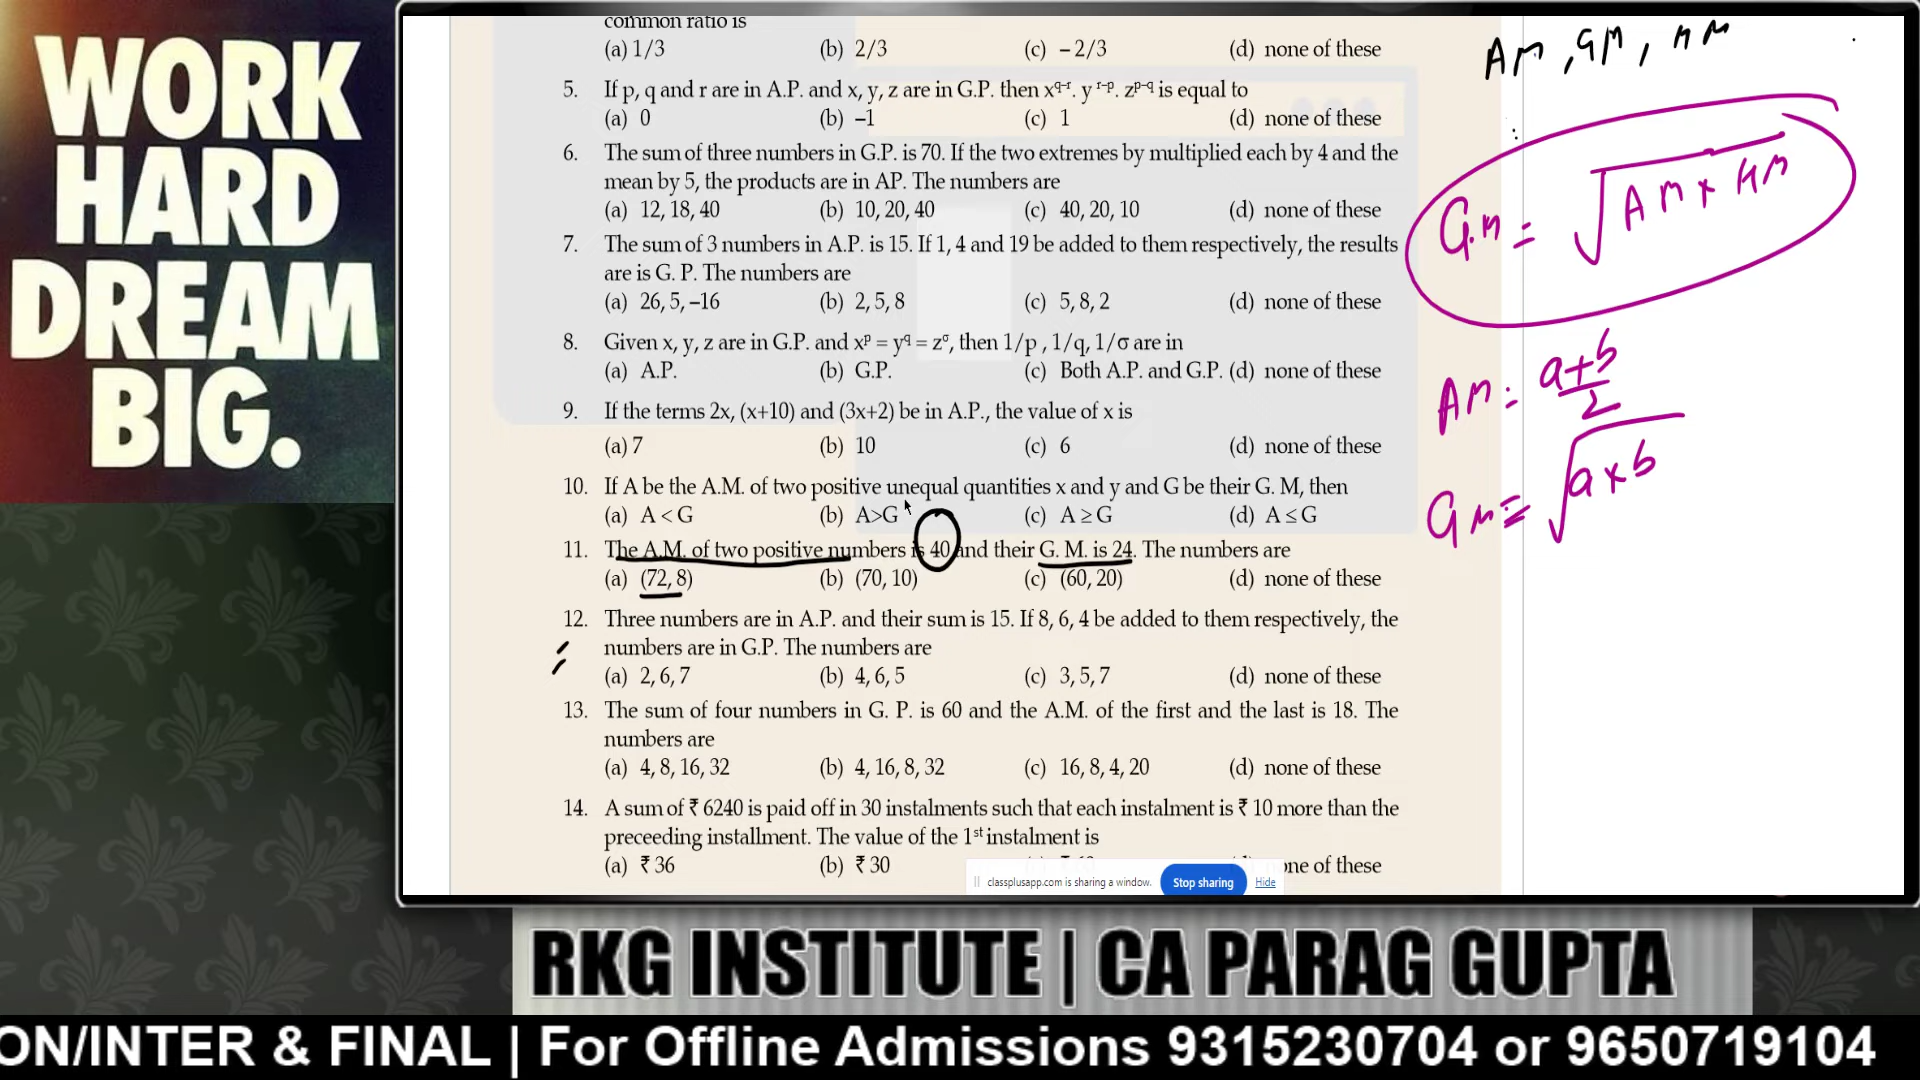 WORK
HARD
DREAM
BIG.
common ratio is
(a) 1/3 (b) 2/3 (c) – 2/3 (d) none of these
5. If p, q and r are in A.P. and x, y, z are in G.P. then x^q–r. y^r–p. z^p–q is equal to
(a) 0 (b) –1 (c) 1 (d) none of these
6. The sum of three numbers in G.P. is 70. If the two extremes by multiplied each by 4 and the
mean by 5, the products are in AP. The numbers are
(a) 12, 18, 40 (b) 10, 20, 40 (c) 40, 20, 10 (d) none of these
7. The sum of 3 numbers in A.P. is 15. If 1, 4 and 19 be added to them respectively, the results
are is G. P. The numbers are
(a) 26, 5, –16 (b) 2, 5, 8 (c) 5, 8, 2 (d) none of these
8. Given x, y, z are in G.P. and x^p = y^q = z^σ, then 1/p , 1/q, 1/σ are in
(a) A.P. (b) G.P. (c) Both A.P. and G.P. (d) none of these
9. If the terms 2x, (x+10) and (3x+2) be in A.P., the value of x is
(a) 7 (b) 10 (c) 6 (d) none of these
10. If A be the A.M. of two positive unequal quantities x and y and G be their G. M, then
(a) A < G (b) A>G (c) A ≥ G (d) A ≤ G
11. The A.M. of two positive numbers is 40 and their G. M. is 24. The numbers are
(a) (72, 8) (b) (70, 10) (c) (60, 20) (d) none of these
12. Three numbers are in A.P. and their sum is 15. If 8, 6, 4 be added to them respectively, the
numbers are in G.P. The numbers are
(a) 2, 6, 7 (b) 4, 6, 5 (c) 3, 5, 7 (d) none of these
13. The sum of four numbers in G. P. is 60 and the A.M. of the first and the last is 18. The
numbers are
(a) 4, 8, 16, 32 (b) 4, 16, 8, 32 (c) 16, 8, 4, 20 (d) none of these
14. A sum of ₹ 6240 is paid off in 30 instalments such that each instalment is ₹ 10 more than the
preceeding installment. The value of the 1st instalment is
(a) ₹ 36 (b) ₹ 30 none of these
classplusapp.com is sharing a window. Stop sharing Hide
AM, GM, HM
G.M = √AM × HM
AM = a+b/2
GM = √a×b
RKG INSTITUTE | CA PARAG GUPTA
ON/INTER & FINAL | For Offline Admissions 9315230704 or 9650719104